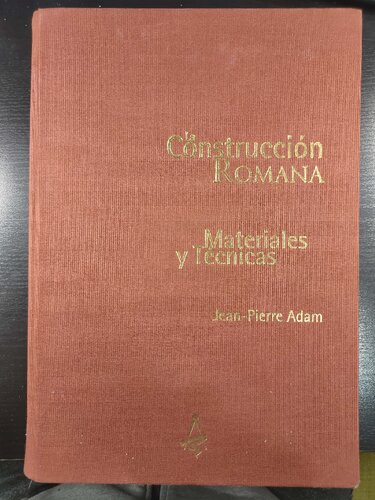 la
Construcción
ROMANA
Materiales
y Técnicas
Jean-Pierre Adam